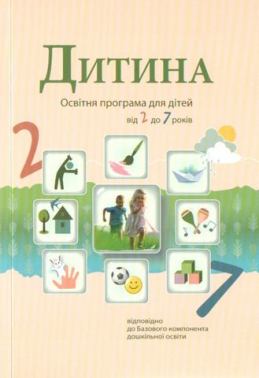 ДИТИНА
Освітня програма для дітей
від 2 до 7 років
2
7
відповідно
до Базового компонента
дошкільної освіти